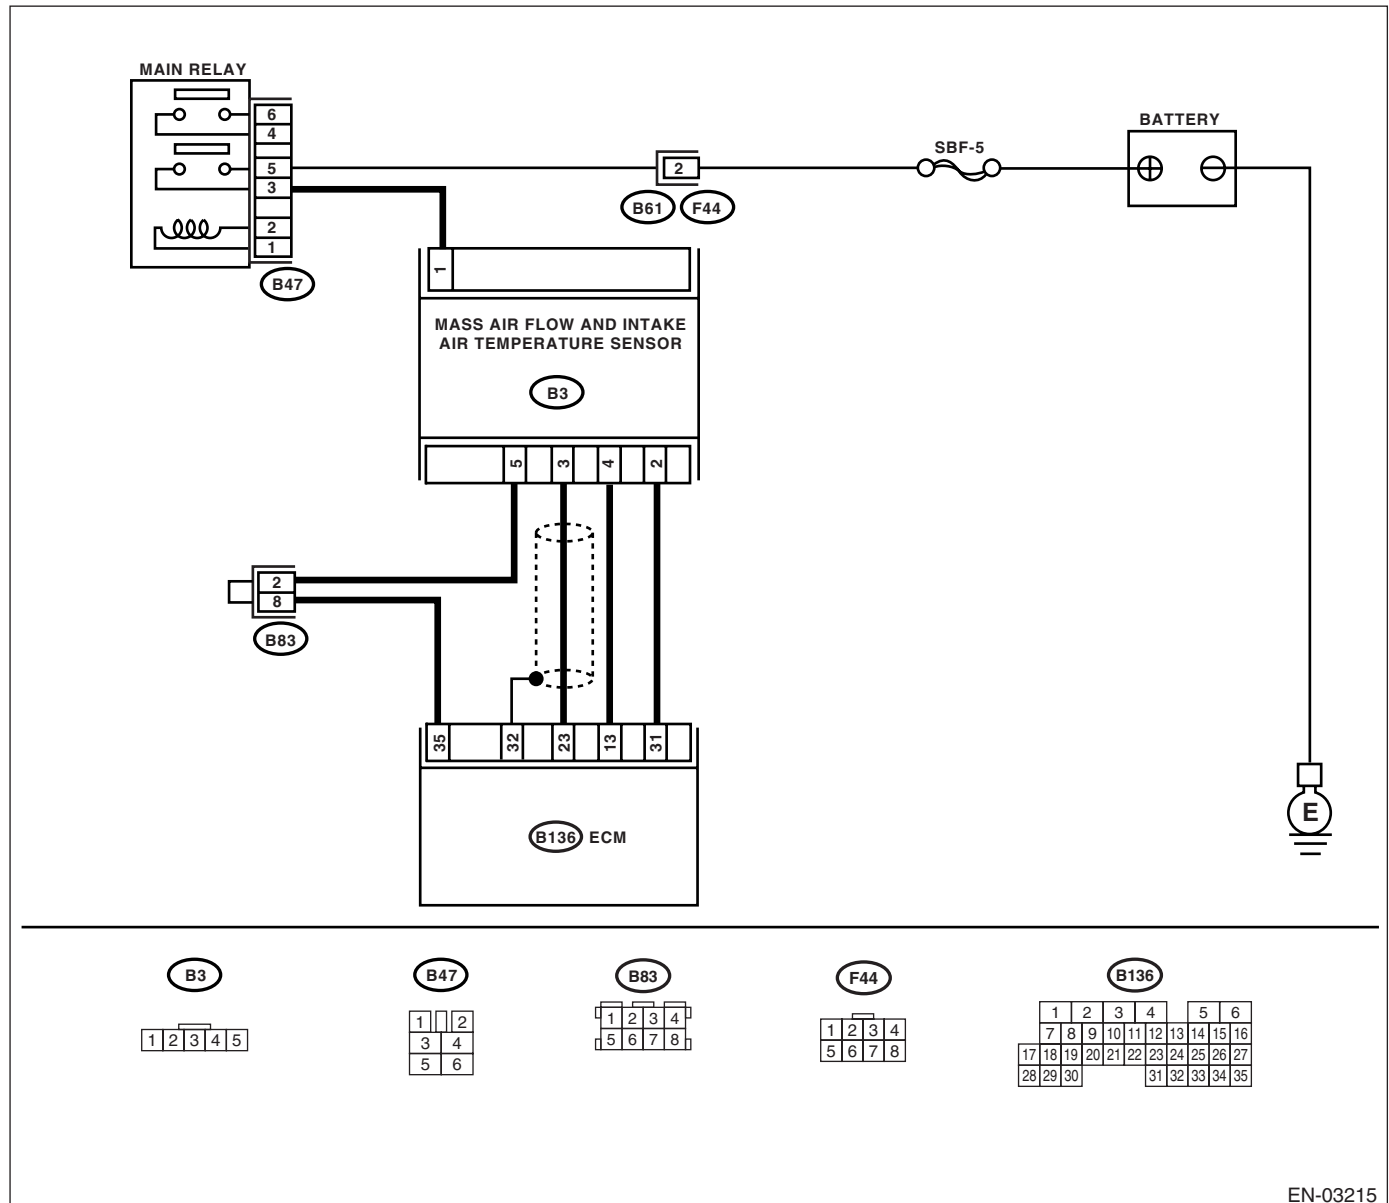 MAIN RELAY
6
4
5
3
2
1
B47
2
B61 F44
SBF-5
BATTERY
1
MASS AIR FLOW AND INTAKE
AIR TEMPERATURE SENSOR
B3
5 3 4 2
2
8
B83
35 32 23 13 31
B136 ECM
E
B3
1 2 3 4 5
B47
1 2
3 4
5 6
B83
1 2 3 4
5 6 7 8
F44
1 2 3 4
5 6 7 8
B136
1 2 3 4 5 6
7 8 9 10 11 12 13 14 15 16
17 18 19 20 21 22 23 24 25 26 27
28 29 30 31 32 33 34 35
EN-03215